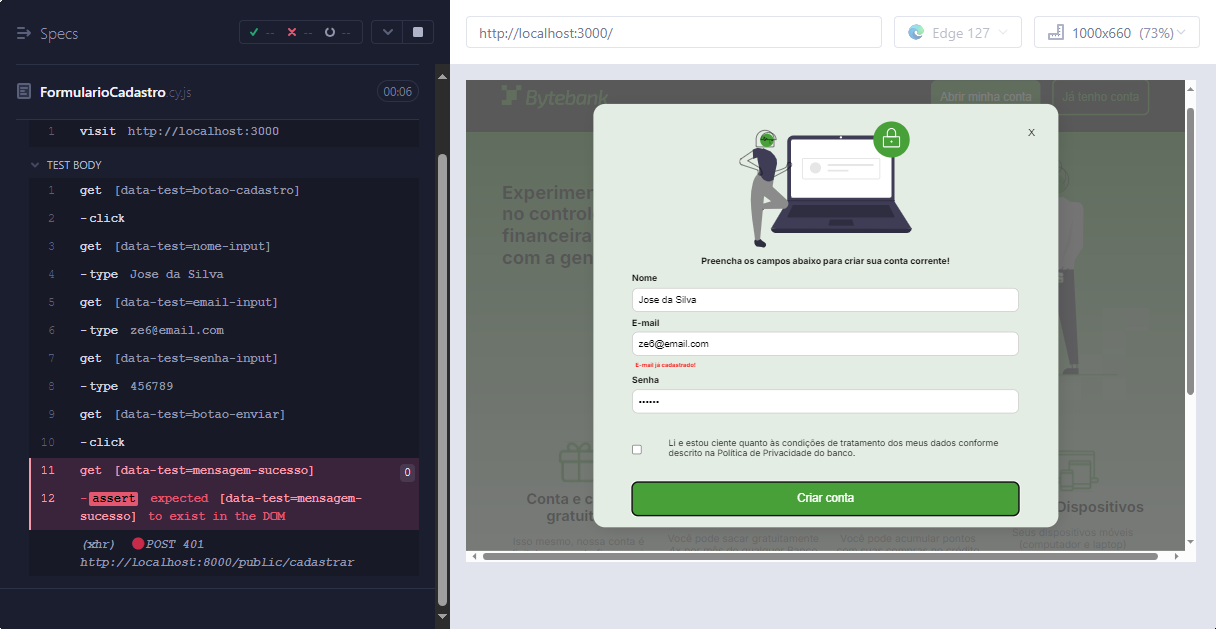 Specs
-- -- --
FormularioCadastro.cy.js
00:06
1 visit http://localhost:3000
TEST BODY
1 get [data-test=botao-cadastro]
2 -click
3 get [data-test=nome-input]
4 -type Jose da Silva
5 get [data-test=email-input]
6 -type ze6@email.com
7 get [data-test=senha-input]
8 -type 456789
9 get [data-test=botao-enviar]
10 -click
11 get [data-test=mensagem-sucesso] 0
12 -assert expected [data-test=mensagem-
sucesso] to exist in the DOM
(xhr) POST 401
http://localhost:8000/public/cadastrar
http://localhost:3000/
Edge 127
1000x660 (73%)
Bytebank
Abrir minha conta
Já tenho conta
X
Experimen
no control
financeira
com a gen
Preencha os campos abaixo para criar sua conta corrente!
Nome
Jose da Silva
E-mail
ze6@email.com
E-mail já cadastrado!
Senha
••••••
Li e estou ciente quanto às condições de tratamento dos meus dados conforme
descrito na Política de Privacidade do banco.
Criar conta
Conta e c
gratuit
Isso mesmo, nossa conta é
Você pode sacar gratuitamente
Você pode acumular pontos
Dispositivos
Seus dispositivos móveis
(computador e laptop)